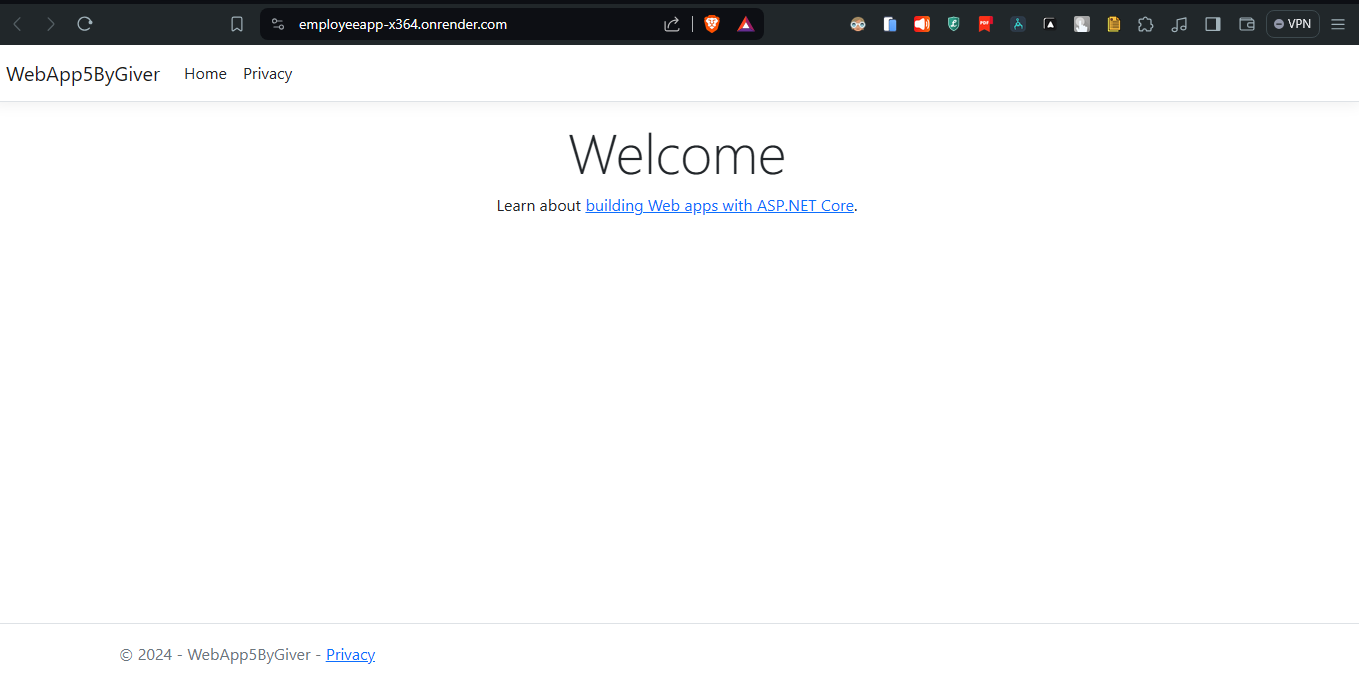 employeeapp-x364.onrender.com
VPN
WebApp5ByGiver Home Privacy
Welcome
Learn about building Web apps with ASP.NET Core.
© 2024 - WebApp5ByGiver - Privacy